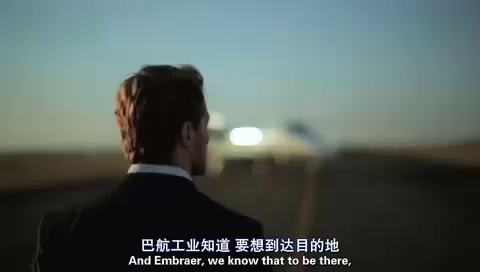 巴航工业知道 要想到达目的地
And Embraer, we know that to be there,